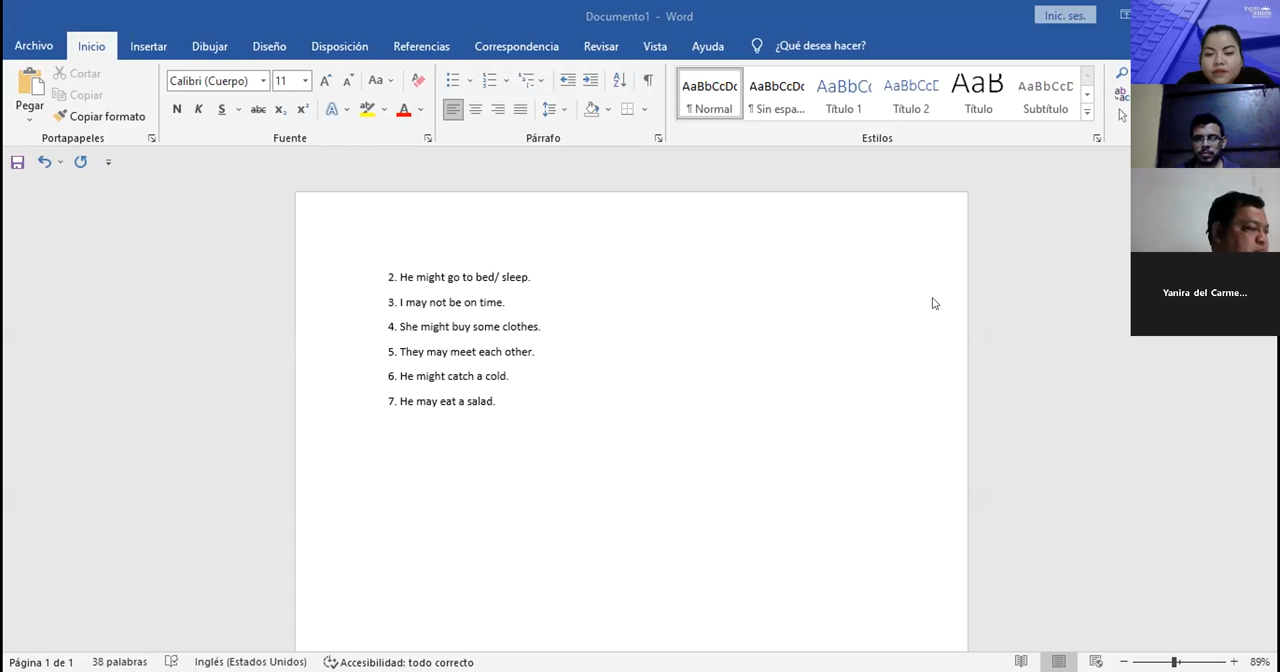 Documento1 - Word
Inic. ses.
Archivo Inicio Insertar Dibujar Diseño Disposición Referencias Correspondencia Revisar Vista Ayuda ¿Qué desea hacer?
Pegar
Cortar
Copiar
Copiar formato
Portapapeles
Calibri (Cuerpo) 11
Aa
N K S abc x₂ x² A A
Fuente
Párrafo
AaBbCcDc AaBbCcDc AaBbCc AaBbCcD AaB AaBbCcD
¶ Normal ¶ Sin espa... Título 1 Título 2 Título Subtítulo
Estilos
2. He might go to bed/ sleep.
3. I may not be on time.
4. She might buy some clothes.
5. They may meet each other.
6. He might catch a cold.
7. He may eat a salad.
Yanira del Carme...
Página 1 de 1 38 palabras Inglés (Estados Unidos) Accesibilidad: todo correcto 89%